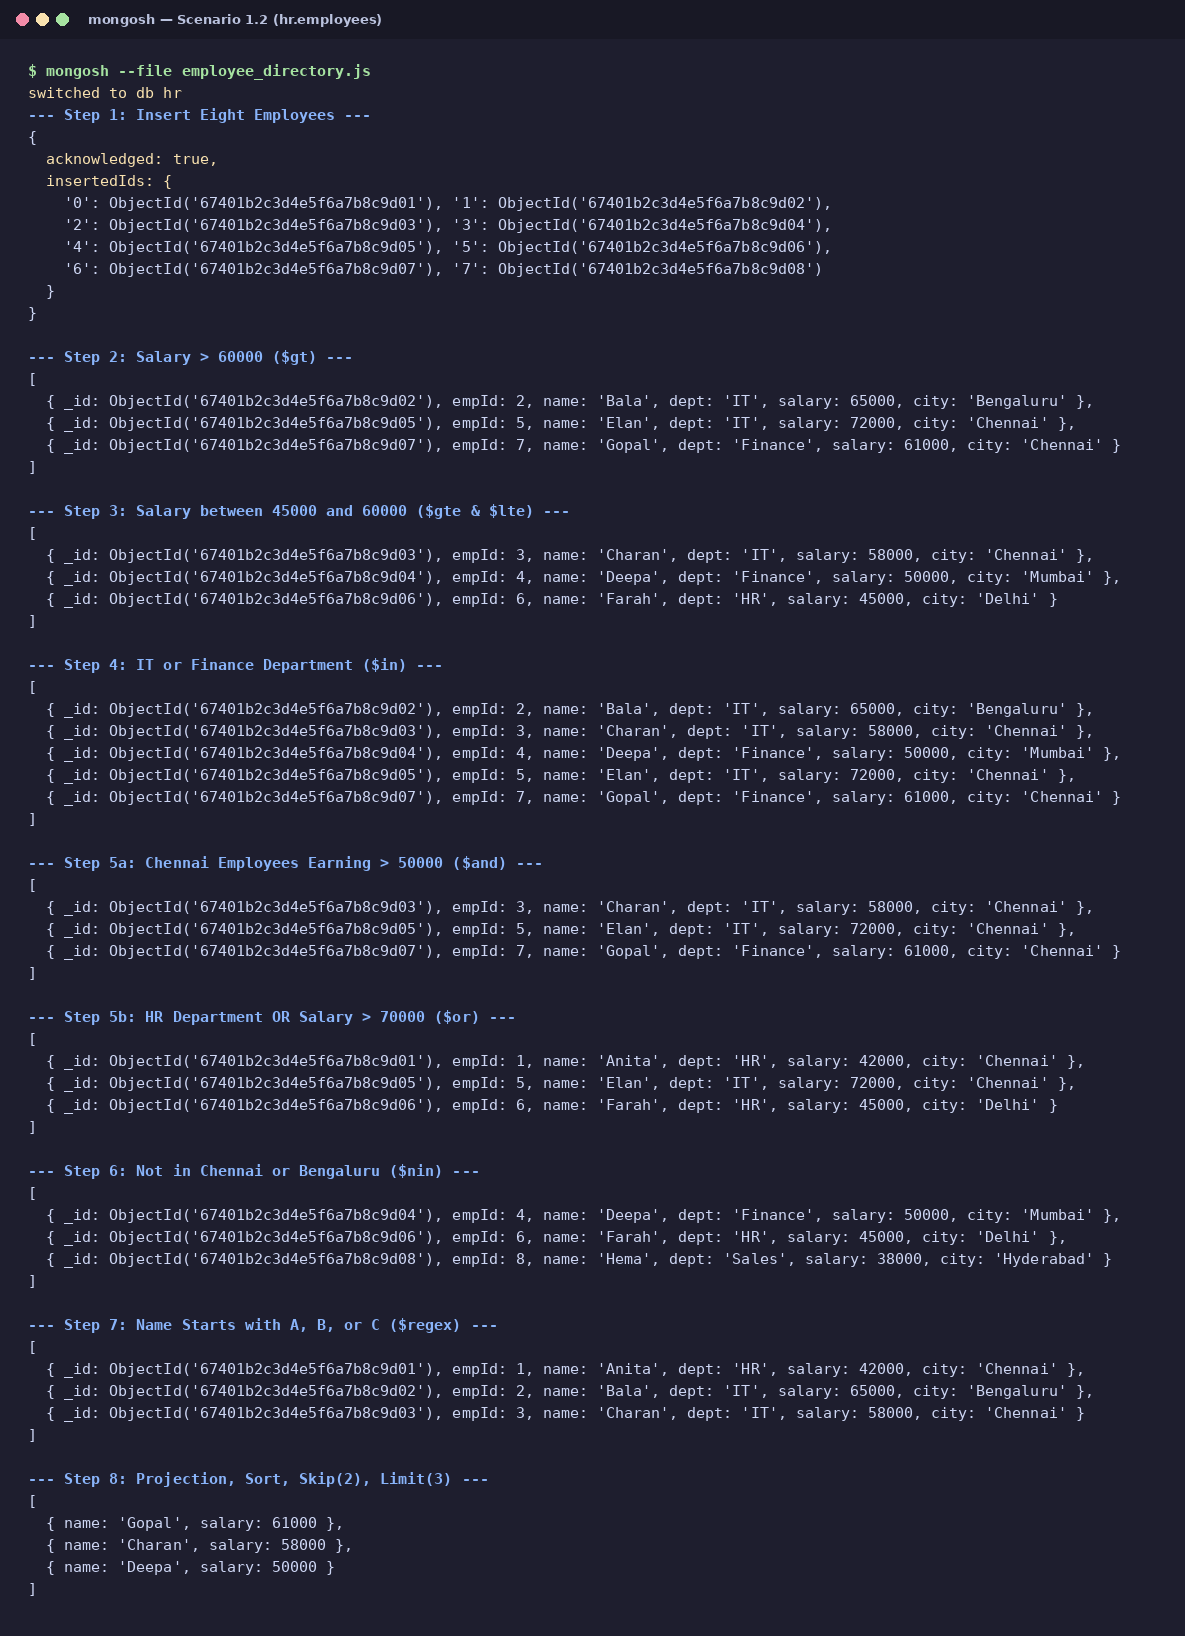 mongosh — Scenario 1.2 (hr.employees)
$ mongosh --file employee_directory.js
switched to db hr
--- Step 1: Insert Eight Employees ---
{
  acknowledged: true,
  insertedIds: {
    '0': ObjectId('67401b2c3d4e5f6a7b8c9d01'), '1': ObjectId('67401b2c3d4e5f6a7b8c9d02'),
    '2': ObjectId('67401b2c3d4e5f6a7b8c9d03'), '3': ObjectId('67401b2c3d4e5f6a7b8c9d04'),
    '4': ObjectId('67401b2c3d4e5f6a7b8c9d05'), '5': ObjectId('67401b2c3d4e5f6a7b8c9d06'),
    '6': ObjectId('67401b2c3d4e5f6a7b8c9d07'), '7': ObjectId('67401b2c3d4e5f6a7b8c9d08')
  }
}

--- Step 2: Salary > 60000 ($gt) ---
[
  { _id: ObjectId('67401b2c3d4e5f6a7b8c9d02'), empId: 2, name: 'Bala', dept: 'IT', salary: 65000, city: 'Bengaluru' },
  { _id: ObjectId('67401b2c3d4e5f6a7b8c9d05'), empId: 5, name: 'Elan', dept: 'IT', salary: 72000, city: 'Chennai' },
  { _id: ObjectId('67401b2c3d4e5f6a7b8c9d07'), empId: 7, name: 'Gopal', dept: 'Finance', salary: 61000, city: 'Chennai' }
]

--- Step 3: Salary between 45000 and 60000 ($gte & $lte) ---
[
  { _id: ObjectId('67401b2c3d4e5f6a7b8c9d03'), empId: 3, name: 'Charan', dept: 'IT', salary: 58000, city: 'Chennai' },
  { _id: ObjectId('67401b2c3d4e5f6a7b8c9d04'), empId: 4, name: 'Deepa', dept: 'Finance', salary: 50000, city: 'Mumbai' },
  { _id: ObjectId('67401b2c3d4e5f6a7b8c9d06'), empId: 6, name: 'Farah', dept: 'HR', salary: 45000, city: 'Delhi' }
]

--- Step 4: IT or Finance Department ($in) ---
[
  { _id: ObjectId('67401b2c3d4e5f6a7b8c9d02'), empId: 2, name: 'Bala', dept: 'IT', salary: 65000, city: 'Bengaluru' },
  { _id: ObjectId('67401b2c3d4e5f6a7b8c9d03'), empId: 3, name: 'Charan', dept: 'IT', salary: 58000, city: 'Chennai' },
  { _id: ObjectId('67401b2c3d4e5f6a7b8c9d04'), empId: 4, name: 'Deepa', dept: 'Finance', salary: 50000, city: 'Mumbai' },
  { _id: ObjectId('67401b2c3d4e5f6a7b8c9d05'), empId: 5, name: 'Elan', dept: 'IT', salary: 72000, city: 'Chennai' },
  { _id: ObjectId('67401b2c3d4e5f6a7b8c9d07'), empId: 7, name: 'Gopal', dept: 'Finance', salary: 61000, city: 'Chennai' }
]

--- Step 5a: Chennai Employees Earning > 50000 ($and) ---
[
  { _id: ObjectId('67401b2c3d4e5f6a7b8c9d03'), empId: 3, name: 'Charan', dept: 'IT', salary: 58000, city: 'Chennai' },
  { _id: ObjectId('67401b2c3d4e5f6a7b8c9d05'), empId: 5, name: 'Elan', dept: 'IT', salary: 72000, city: 'Chennai' },
  { _id: ObjectId('67401b2c3d4e5f6a7b8c9d07'), empId: 7, name: 'Gopal', dept: 'Finance', salary: 61000, city: 'Chennai' }
]

--- Step 5b: HR Department OR Salary > 70000 ($or) ---
[
  { _id: ObjectId('67401b2c3d4e5f6a7b8c9d01'), empId: 1, name: 'Anita', dept: 'HR', salary: 42000, city: 'Chennai' },
  { _id: ObjectId('67401b2c3d4e5f6a7b8c9d05'), empId: 5, name: 'Elan', dept: 'IT', salary: 72000, city: 'Chennai' },
  { _id: ObjectId('67401b2c3d4e5f6a7b8c9d06'), empId: 6, name: 'Farah', dept: 'HR', salary: 45000, city: 'Delhi' }
]

--- Step 6: Not in Chennai or Bengaluru ($nin) ---
[
  { _id: ObjectId('67401b2c3d4e5f6a7b8c9d04'), empId: 4, name: 'Deepa', dept: 'Finance', salary: 50000, city: 'Mumbai' },
  { _id: ObjectId('67401b2c3d4e5f6a7b8c9d06'), empId: 6, name: 'Farah', dept: 'HR', salary: 45000, city: 'Delhi' },
  { _id: ObjectId('67401b2c3d4e5f6a7b8c9d08'), empId: 8, name: 'Hema', dept: 'Sales', salary: 38000, city: 'Hyderabad' }
]

--- Step 7: Name Starts with A, B, or C ($regex) ---
[
  { _id: ObjectId('67401b2c3d4e5f6a7b8c9d01'), empId: 1, name: 'Anita', dept: 'HR', salary: 42000, city: 'Chennai' },
  { _id: ObjectId('67401b2c3d4e5f6a7b8c9d02'), empId: 2, name: 'Bala', dept: 'IT', salary: 65000, city: 'Bengaluru' },
  { _id: ObjectId('67401b2c3d4e5f6a7b8c9d03'), empId: 3, name: 'Charan', dept: 'IT', salary: 58000, city: 'Chennai' }
]

--- Step 8: Projection, Sort, Skip(2), Limit(3) ---
[
  { name: 'Gopal', salary: 61000 },
  { name: 'Charan', salary: 58000 },
  { name: 'Deepa', salary: 50000 }
]